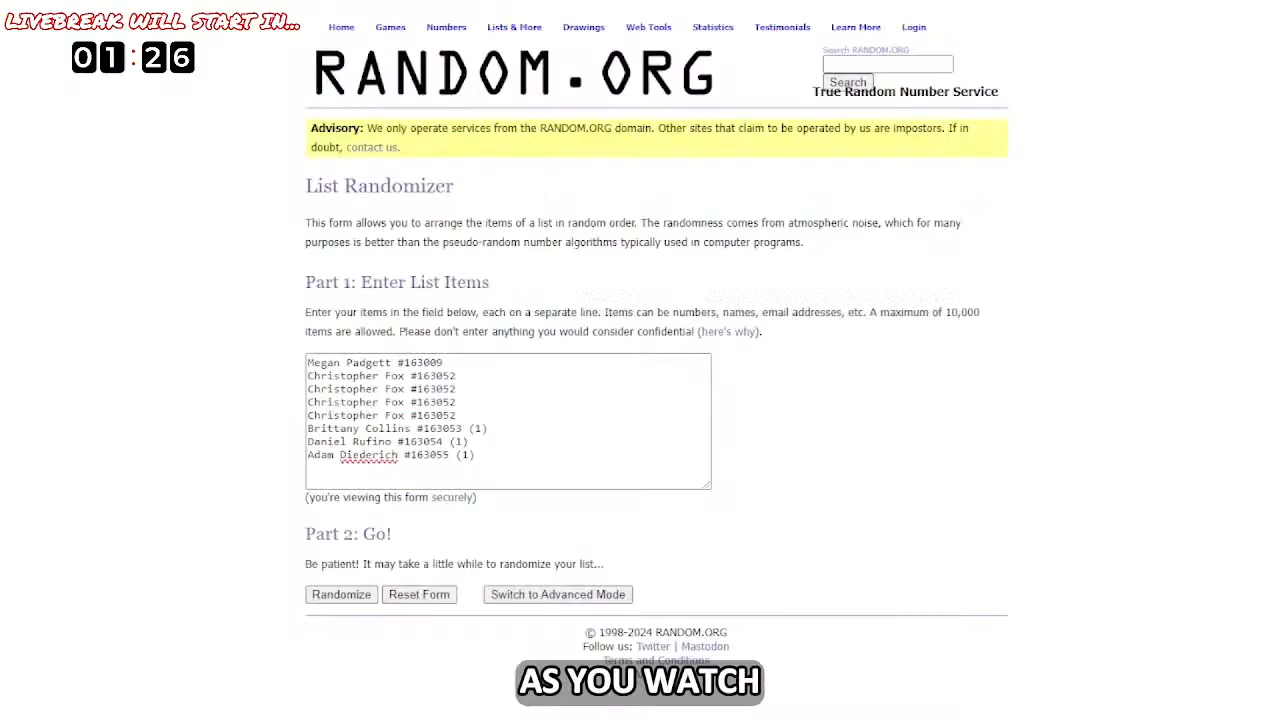 LIVEBREAK WILL START IN...
01:26
Home Games Numbers Lists & More Drawings Web Tools Statistics Testimonials Learn More Login
RANDOM.ORG
Search RANDOM.ORG
Search
True Random Number Service
Advisory: We only operate services from the RANDOM.ORG domain. Other sites that claim to be operated by us are impostors. If in
doubt, contact us.
List Randomizer
This form allows you to arrange the items of a list in random order. The randomness comes from atmospheric noise, which for many
purposes is better than the pseudo-random number algorithms typically used in computer programs.
Part 1: Enter List Items
Enter your items in the field below, each on a separate line. Items can be numbers, names, email addresses, etc. A maximum of 10,000
items are allowed. Please don't enter anything you would consider confidential (here's why).
Megan Padgett #163009
Christopher Fox #163052
Christopher Fox #163052
Christopher Fox #163052
Christopher Fox #163052
Brittany Collins #163053 (1)
Daniel Rufino #163054 (1)
Adam Diederich #163055 (1)
(you're viewing this form securely)
Part 2: Go!
Be patient! It may take a little while to randomize your list...
Randomize Reset Form Switch to Advanced Mode
© 1998-2024 RANDOM.ORG
Follow us: Twitter | Mastodon
Terms and Conditions
AS YOU WATCH